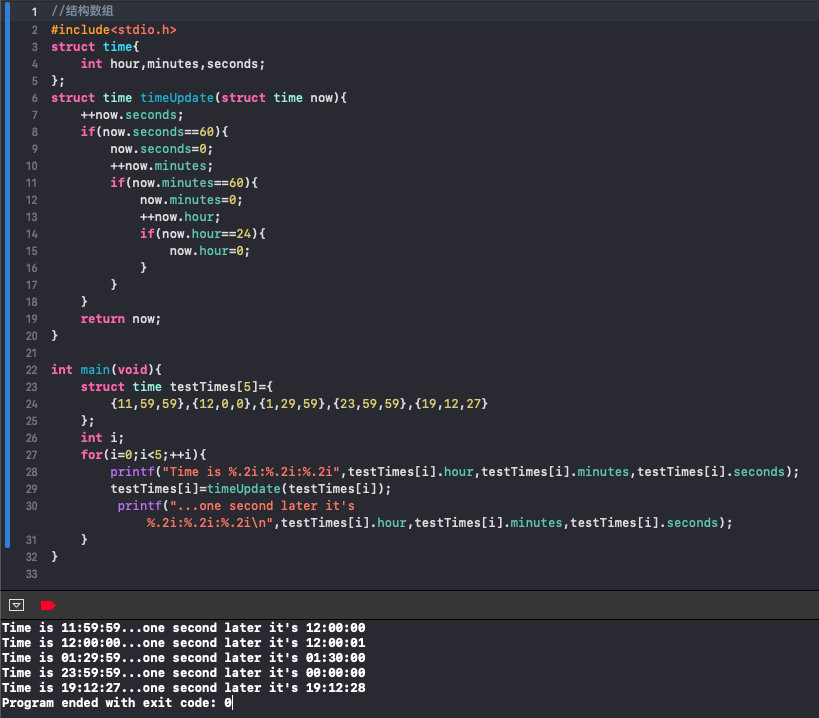 1 //结构数组
2 #include<stdio.h>
3 struct time{
4 int hour,minutes,seconds;
5 };
6 struct time timeUpdate(struct time now){
7 ++now.seconds;
8 if(now.seconds==60){
9 now.seconds=0;
10 ++now.minutes;
11 if(now.minutes==60){
12 now.minutes=0;
13 ++now.hour;
14 if(now.hour==24){
15 now.hour=0;
16 }
17 }
18 }
19 return now;
20 }
21
22 int main(void){
23 struct time testTimes[5]={
24 {11,59,59},{12,0,0},{1,29,59},{23,59,59},{19,12,27}
25 };
26 int i;
27 for(i=0;i<5;++i){
28 printf("Time is %.2i:%.2i:%.2i",testTimes[i].hour,testTimes[i].minutes,testTimes[i].seconds);
29 testTimes[i]=timeUpdate(testTimes[i]);
30 printf("...one second later it's
%.2i:%.2i:%.2i\n",testTimes[i].hour,testTimes[i].minutes,testTimes[i].seconds);
31 }
32 }
33
Time is 11:59:59...one second later it's 12:00:00
Time is 12:00:00...one second later it's 12:00:01
Time is 01:29:59...one second later it's 01:30:00
Time is 23:59:59...one second later it's 00:00:00
Time is 19:12:27...one second later it's 19:12:28
Program ended with exit code: 0